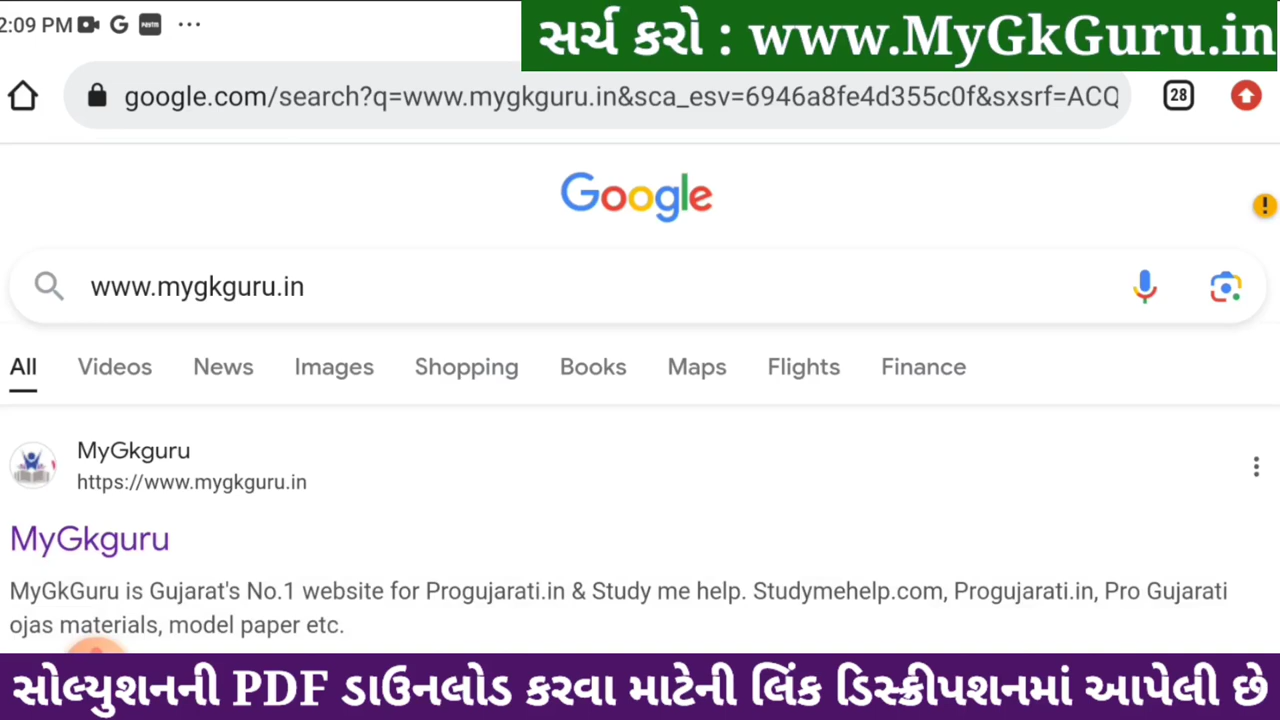 2:09 PM G PAYTM ...
સર્ચ કરો : www.MyGkGuru.in
google.com/search?q=www.mygkguru.in&sca_esv=6946a8fe4d355c0f&sxsrf=ACQ
28
Google
www.mygkguru.in
All Videos News Images Shopping Books Maps Flights Finance
MyGkguru
https://www.mygkguru.in
MyGkguru
MyGkGuru is Gujarat's No.1 website for Progujarati.in & Study me help. Studymehelp.com, Progujarati.in, Pro Gujarati
ojas materials, model paper etc.
સોલ્યુશનની PDF ડાઉનલોડ કરવા માટેની લિંક ડિસ્ક્રીપશનમાં આપેલી છે